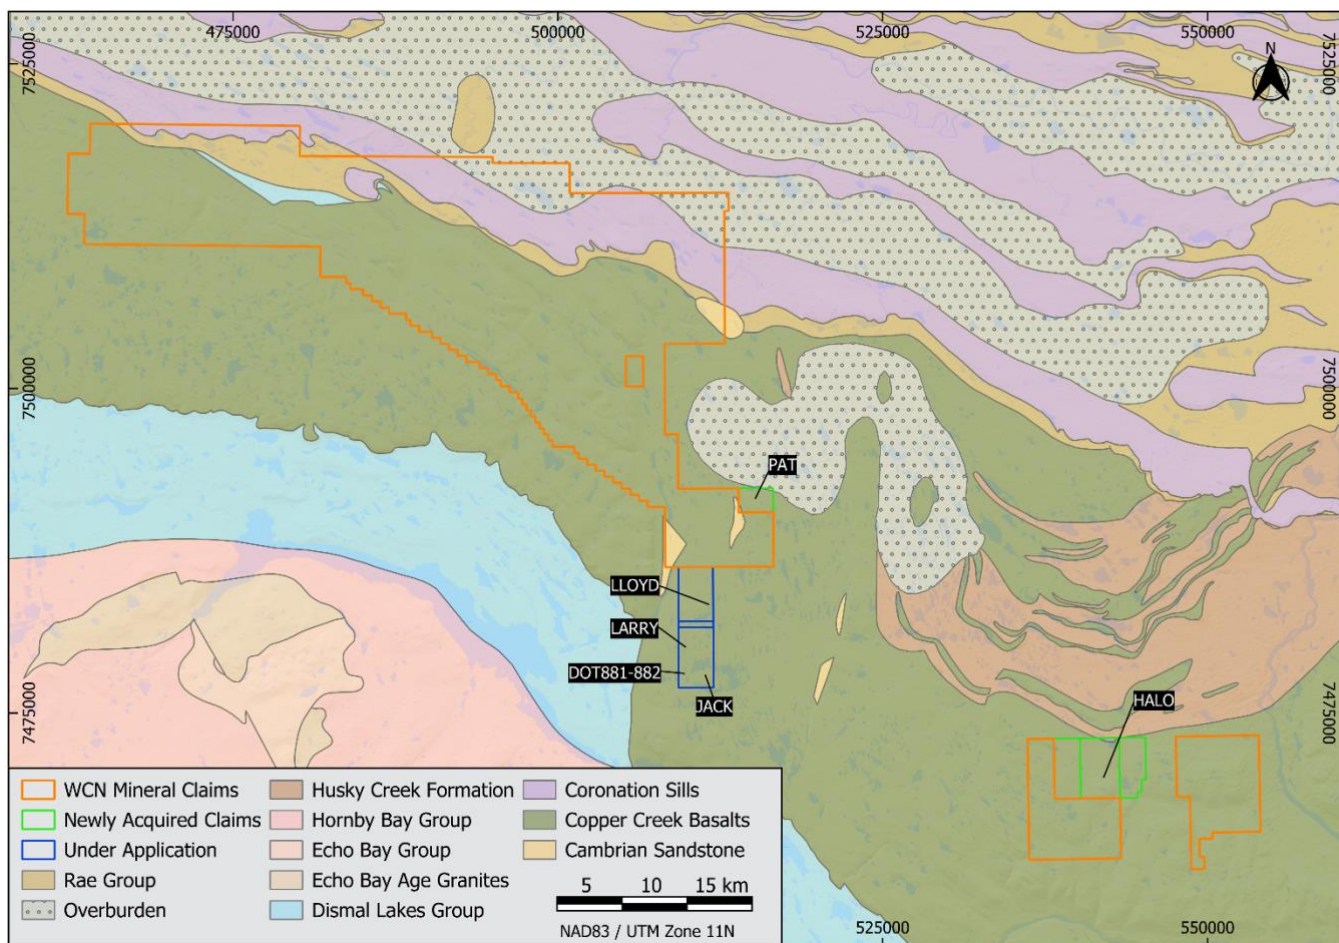 475000
500000
525000
550000
7525000
7525000
N
7500000
7500000
PAT
LLOYD
LARRY
DOT881-882
JACK
HALO
7475000
7475000
WCN Mineral Claims
Newly Acquired Claims
Under Application
Rae Group
Overburden
Husky Creek Formation
Hornby Bay Group
Echo Bay Group
Echo Bay Age Granites
Dismal Lakes Group
Coronation Sills
Copper Creek Basalts
Cambrian Sandstone
5 10 15 km
NAD83 / UTM Zone 11N
525000
550000